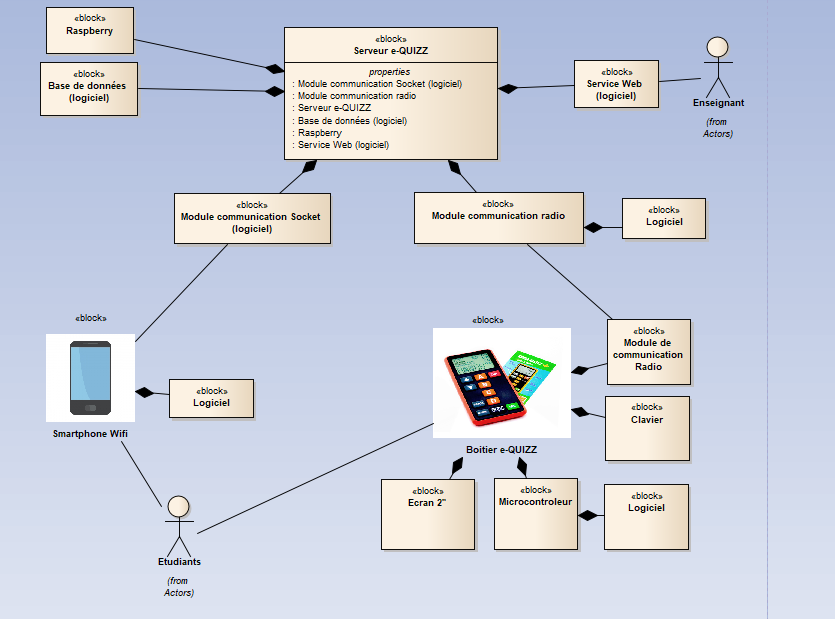 «block»
Raspberry
«block»
Base de données
(logiciel)
«block»
Serveur e-QUIZZ
properties
: Module communication Socket (logiciel)
: Module communication radio
: Serveur e-QUIZZ
: Base de données (logiciel)
: Raspberry
: Service Web (logiciel)
«block»
Service Web
(logiciel)
Enseignant
(from
Actors)
«block»
Module communication Socket
(logiciel)
«block»
Module communication radio
«block»
Logiciel
«block»
Smartphone Wifi
«block»
Logiciel
«block»
Boitier e-QUIZZ
«block»
Module de
communication
Radio
«block»
Clavier
«block»
Ecran 2"
«block»
Microcontroleur
«block»
Logiciel
Etudiants
(from
Actors)